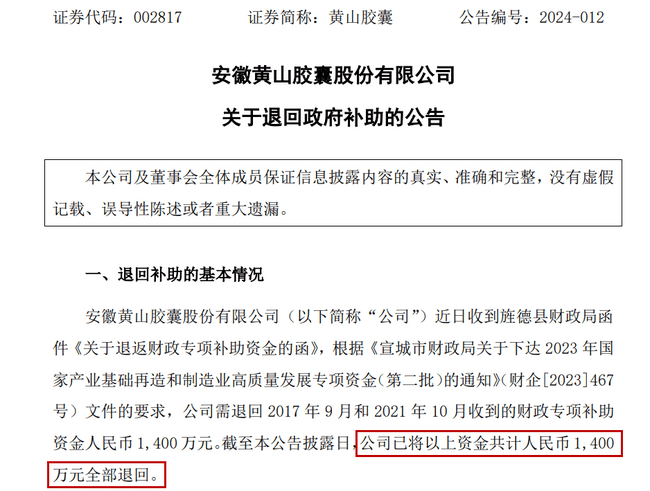 证券代码：002817 证券简称：黄山胶囊 公告编号：2024-012
安徽黄山胶囊股份有限公司
关于退回政府补助的公告
本公司及董事会全体成员保证信息披露内容的真实、准确和完整，没有虚假
记载、误导性陈述或者重大遗漏。
一、退回补助的基本情况
安徽黄山胶囊股份有限公司（以下简称“公司”）近日收到旌德县财政局函
件《关于退返财政专项补助资金的函》，根据《宣城市财政局关于下达 2023 年国
家产业基础再造和制造业高质量发展专项资金（第二批）的通知》（财企[2023]467
号）文件的要求，公司需退回 2017 年 9 月和 2021 年 10 月收到的财政专项补助
资金人民币 1,400 万元。截至本公告披露日，公司已将以上资金共计人民币 1,400
万元全部退回。